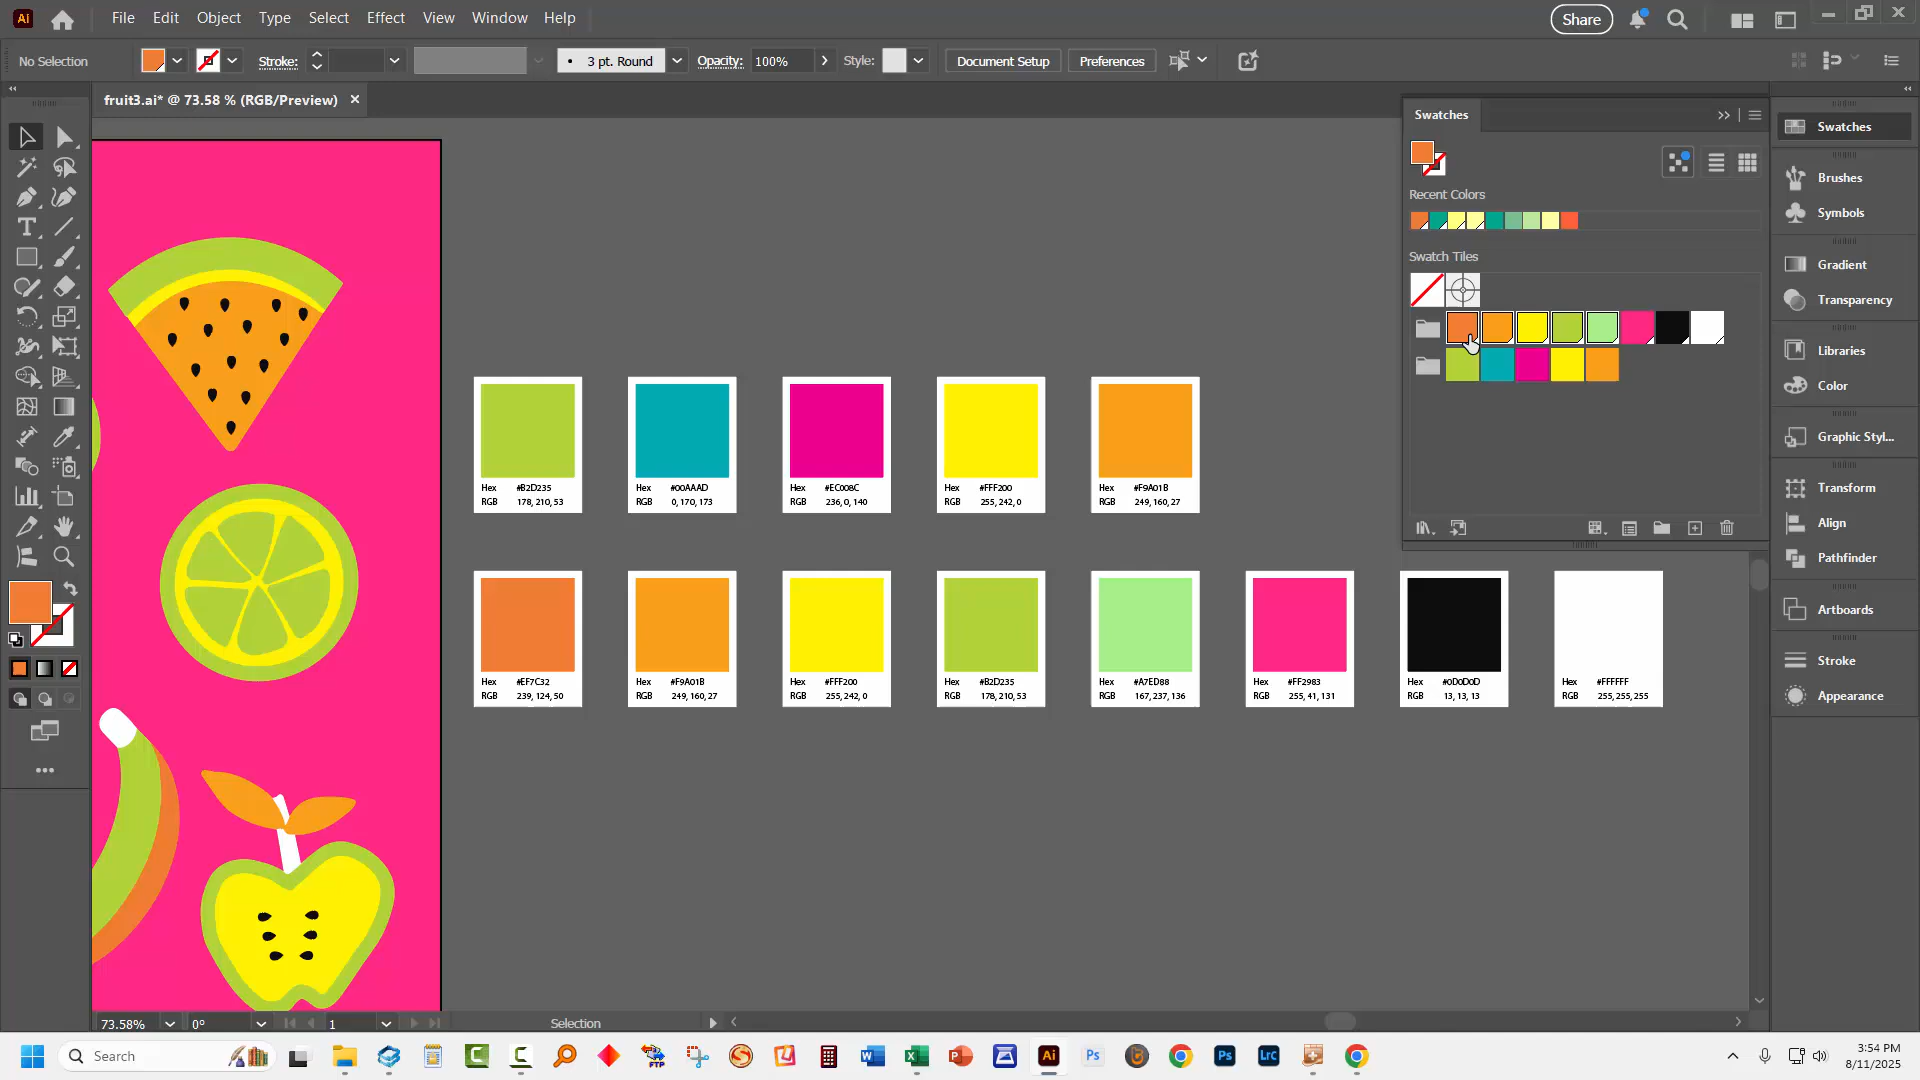 Ai
File Edit Object Type Select Effect View Window Help
Share
No Selection
Stroke:
3 pt. Round
Opacity:
100%
Style:
Document Setup
Preferences
fruit3.ai* @ 73.58 % (RGB/Preview)
Swatches
Recent Colors
Swatch Tiles
Swatches
Brushes
Symbols
Gradient
Transparency
Libraries
Color
Graphic Styl...
Transform
Align
Pathfinder
Artboards
Stroke
Appearance
Hex #B2D235
RGB 178, 210, 53
Hex #00AAAD
RGB 0, 170, 173
Hex #EC008C
RGB 236, 0, 140
Hex #FFF200
RGB 255, 242, 0
Hex #F9A01B
RGB 249, 160, 27
Hex #EF7C32
RGB 239, 124, 50
Hex #F9A01B
RGB 249, 160, 27
Hex #FFF200
RGB 255, 242, 0
Hex #B2D235
RGB 178, 210, 53
Hex #A7ED88
RGB 167, 237, 136
Hex #FF2983
RGB 255, 41, 131
Hex #0D0D0D
RGB 13, 13, 13
Hex #FFFFFF
RGB 255, 255, 255
73.58%
0°
1
Selection
Search
FTP
Ai
Ps
Ps
LrC
3:54 PM
8/11/2025